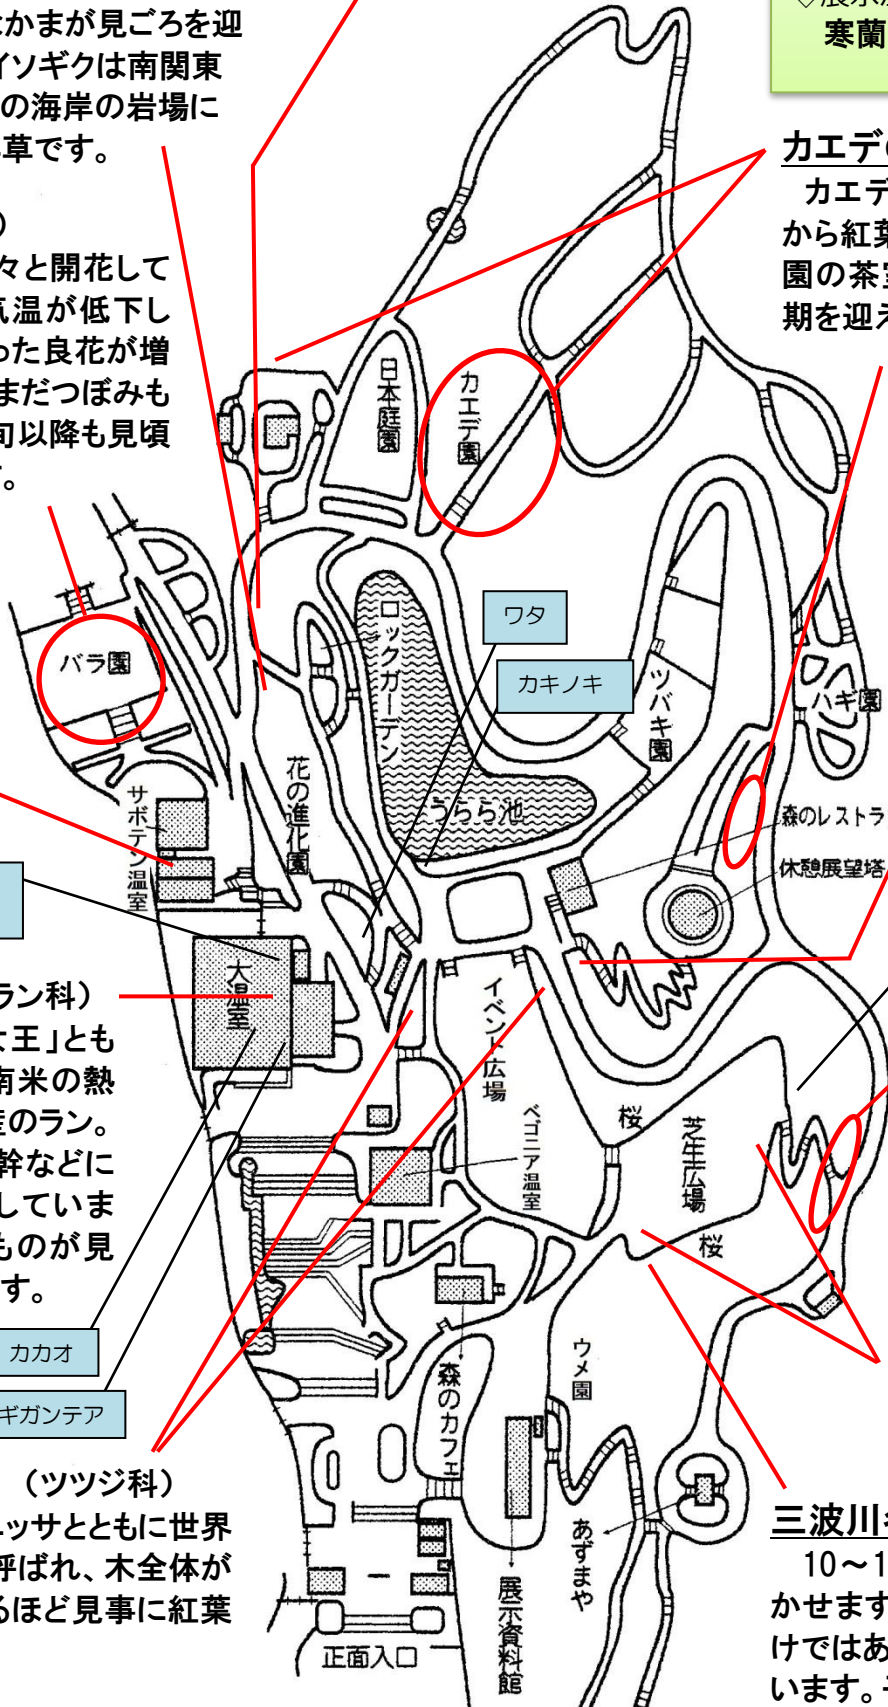 ◇展示
寒蘭
なかまが見ごろを迎
イソギクは南関東
の海岸の岩場に
草です。
）
々と開花して
気温が低下し
った良花が増
まだつぼみも
旬以降も見頃
す。
カエデの
カエデ
から紅葉
園の茶室
期を迎え
日本庭園
カエデ園
ロックガーデン
ワタ
カキノキ
バラ園
ツバキ園
ハギ園
サボテン温室
花の進化園
うらら池
森のレストラ
休憩展望塔
大温室
ラン科）
女王」とも
南米の熱
産のラン。
幹などに
していま
ものが見
す。
イベント広場
ベゴニア温室
桜
芝生広場
桜
カカオ
ギガンテア
森のカフェ
ウメ園
あずまや
展示資料館
正面入口
（ツツジ科）
ニッサとともに世界
呼ばれ、木全体が
るほど見事に紅葉
三波川冬
10～1
かせます
けではあ
います。